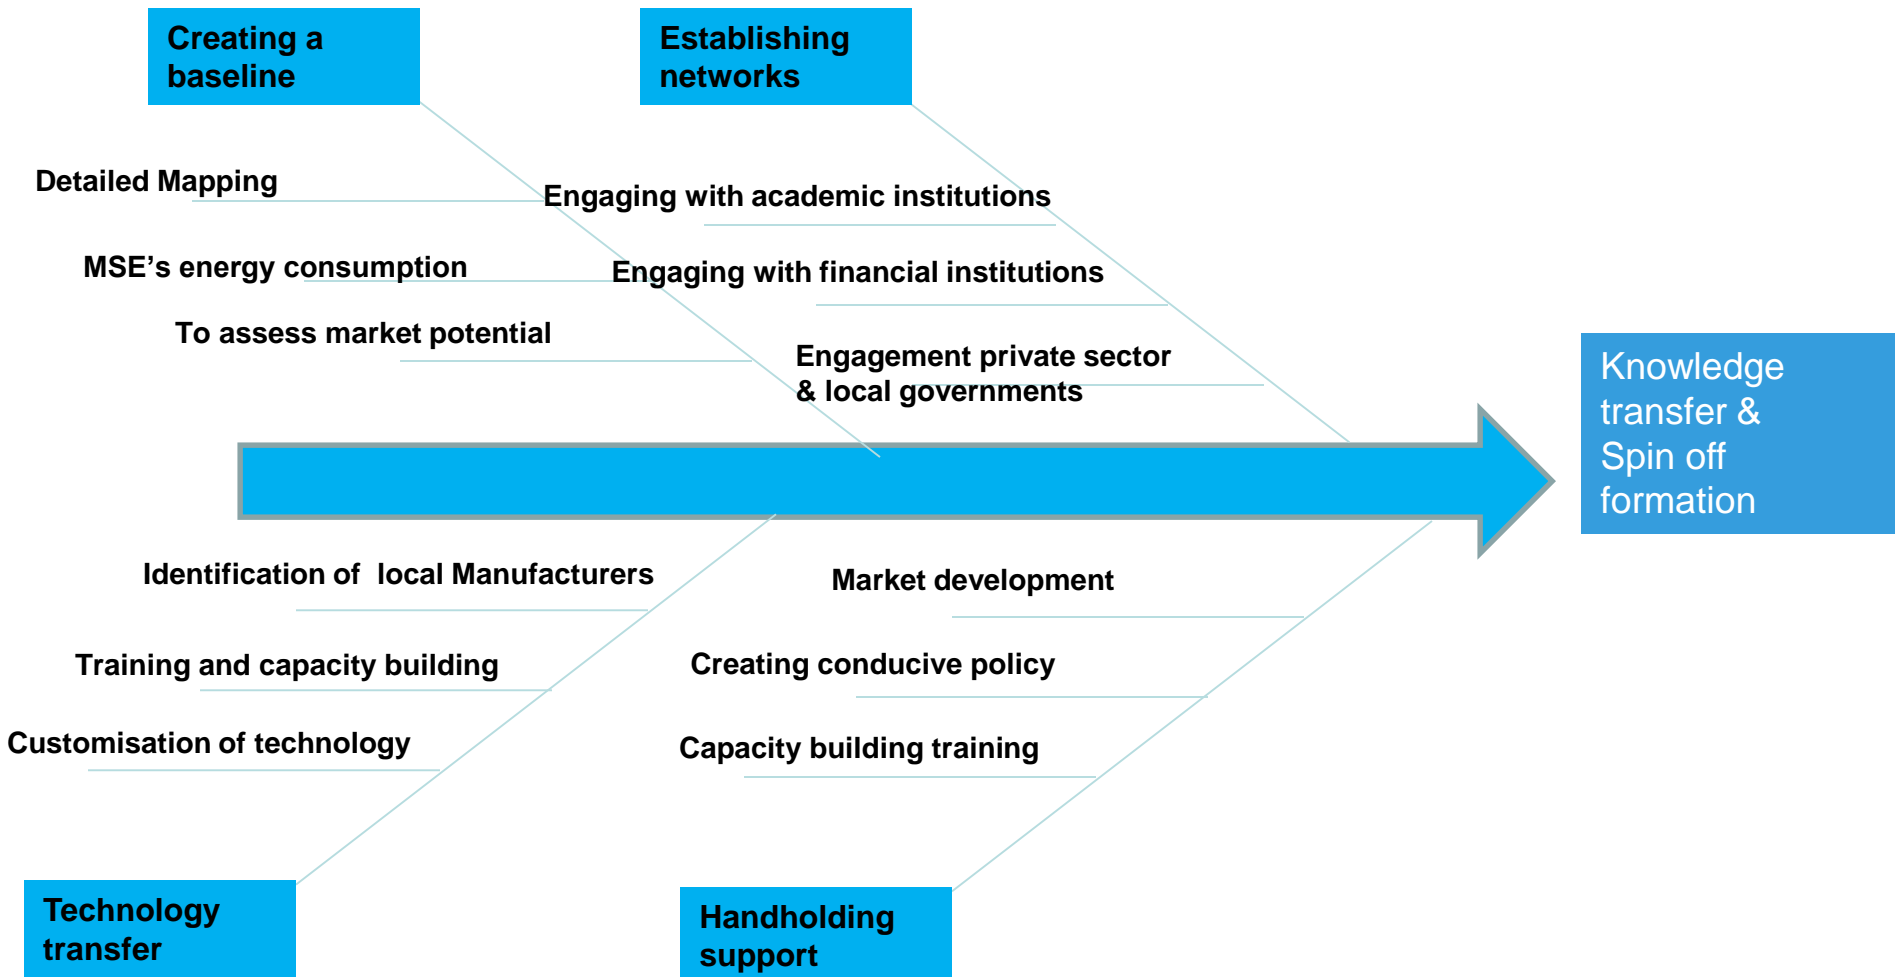 Creating a
baseline
Establishing
networks
Detailed Mapping
Engaging with academic institutions
MSE’s energy consumption
Engaging with financial institutions
To assess market potential
Engagement private sector
& local governments
Knowledge
transfer &
Spin off
formation
Identification of  local Manufacturers
Market development
Training and capacity building
Creating conducive policy
Customisation of technology
Capacity building training
Technology
transfer
Handholding
support